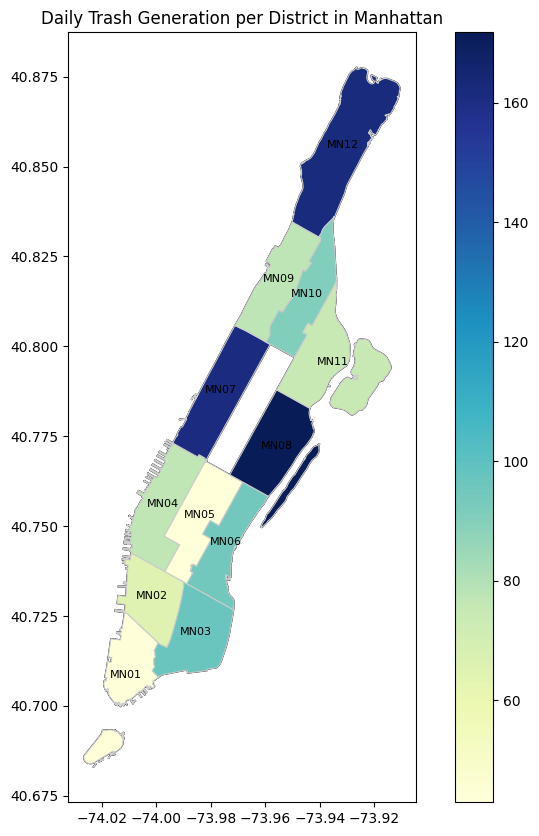 Daily Trash Generation per District in Manhattan
40.875
40.850
40.825
40.800
40.775
40.750
40.725
40.700
40.675
−74.02
−74.00
−73.98
−73.96
−73.94
−73.92
MN12
MN09
MN10
MN11
MN07
MN08
MN04
MN05
MN06
MN02
MN03
MN01
160
140
120
100
80
60